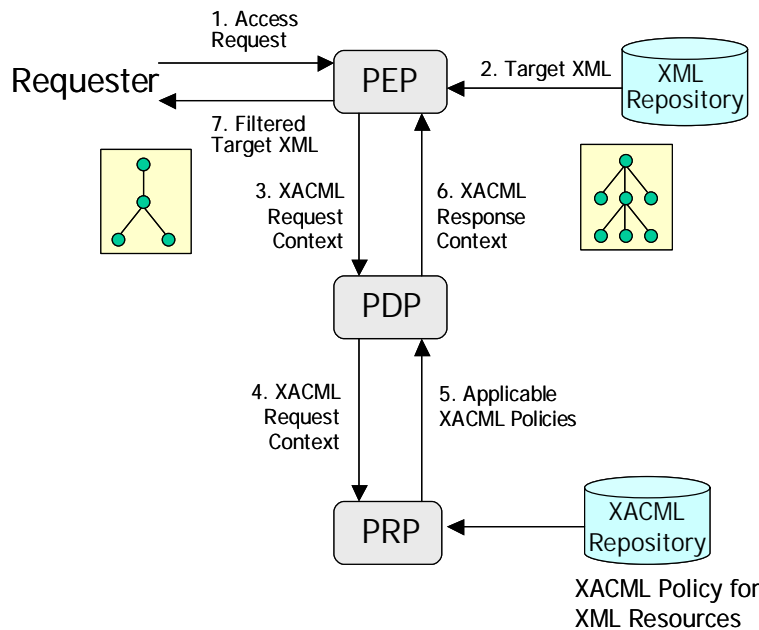 1. Access
Request
Requester
PEP
2. Target XML
XML
Repository
7. Filtered
Target XML
3. XACML
Request
Context
6. XACML
Response
Context
PDP
4. XACML
Request
Context
5. Applicable
XACML Policies
PRP
XACML
Repository
XACML Policy for
XML Resources